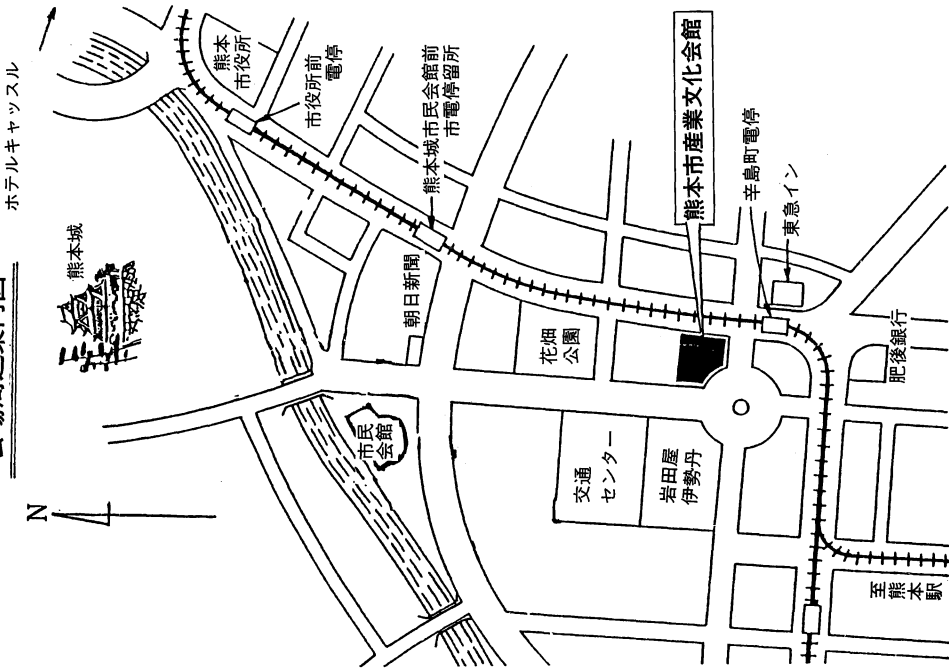 ホテルキャッスル
熊本城
N
熊本
市役所
市役所前
電停
熊本城市民会館前
市電停留所
朝日新聞
市民
会館
花畑
公園
熊本市産業文化会館
辛島町電停
東急イン
交通
センター
岩田屋
伊勢丹
肥後銀行
至
熊
本
駅